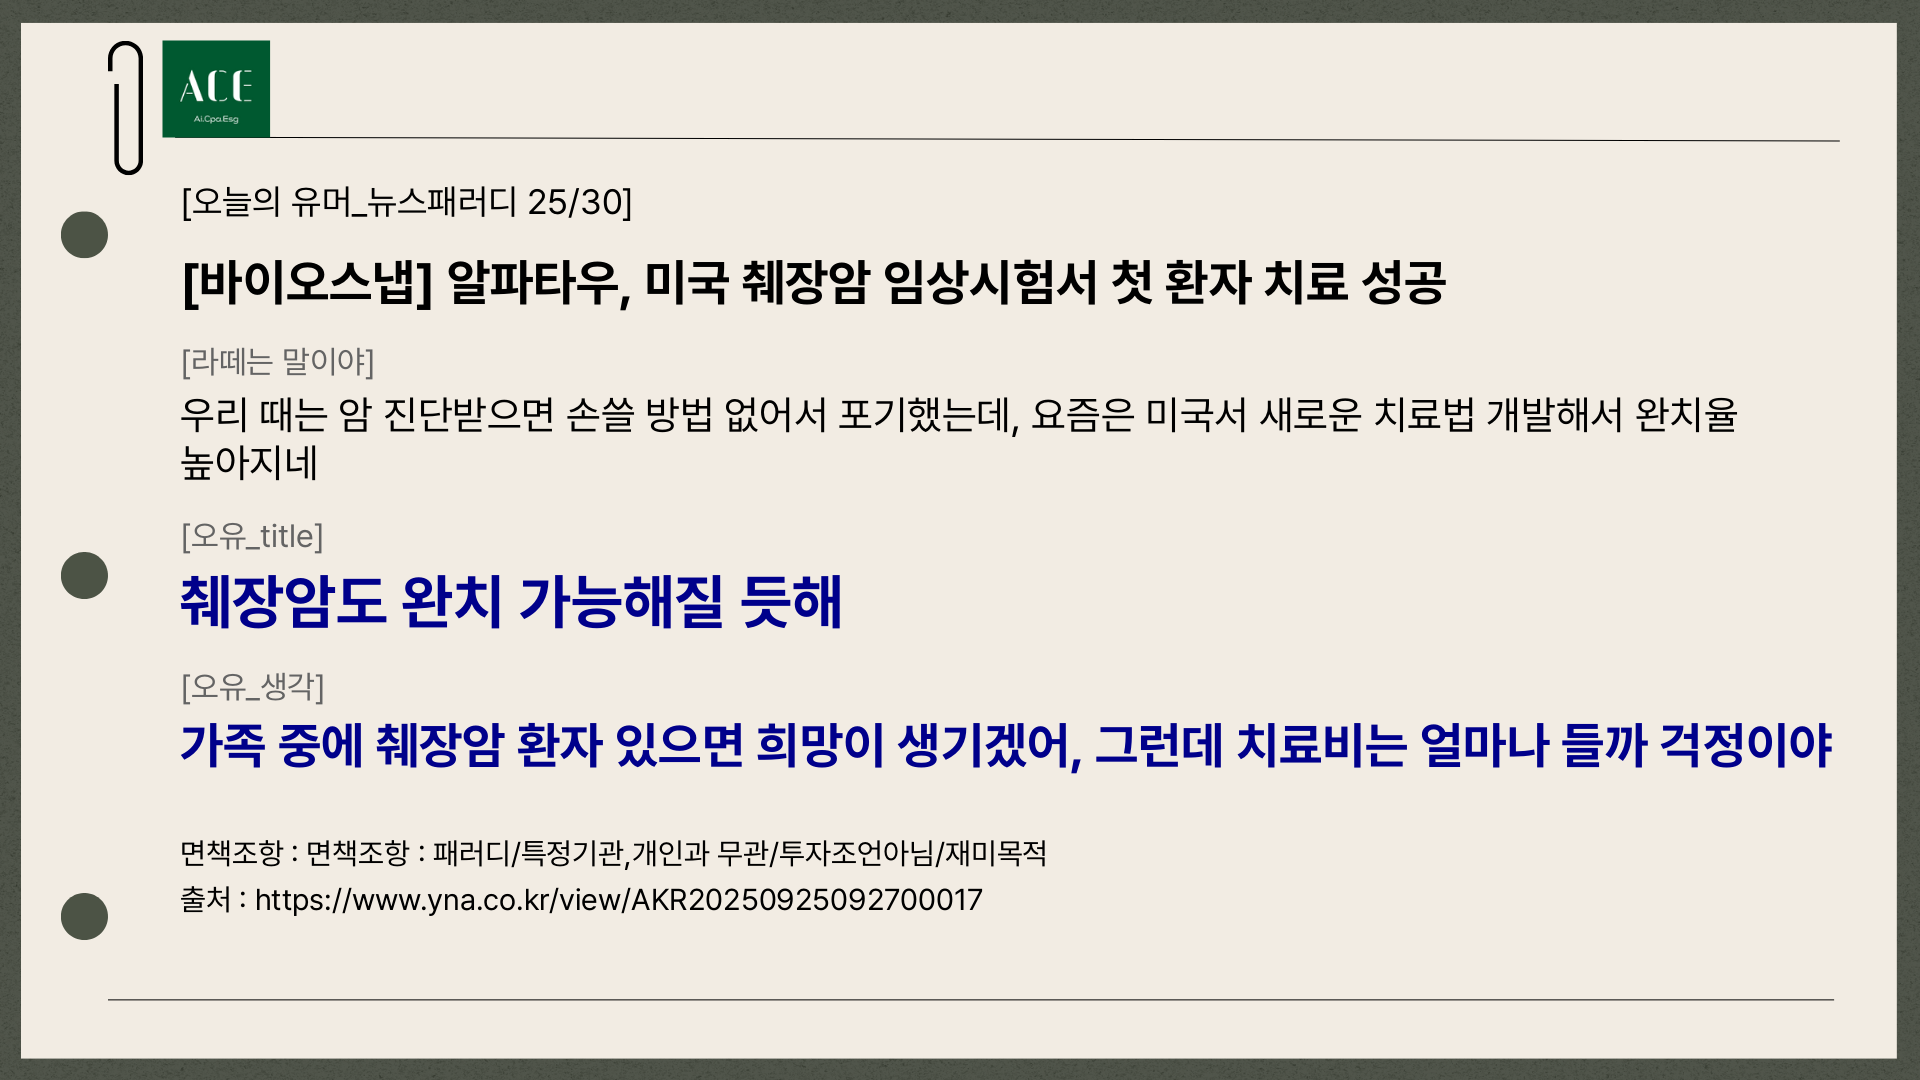 ACE
Ai.Cpa.Esg
[오늘의 유머_뉴스패러디 25/30]
[바이오스냅] 알파타우, 미국 췌장암 임상시험서 첫 환자 치료 성공
[라떼는 말이야]
우리 때는 암 진단받으면 손쓸 방법 없어서 포기했는데, 요즘은 미국서 새로운 치료법 개발해서 완치율
높아지네
[오유_title]
췌장암도 완치 가능해질 듯해
[오유_생각]
가족 중에 췌장암 환자 있으면 희망이 생기겠어, 그런데 치료비는 얼마나 들까 걱정이야
면책조항 : 면책조항 : 패러디/특정기관,개인과 무관/투자조언아님/재미목적
출처 : https://www.yna.co.kr/view/AKR20250925092700017